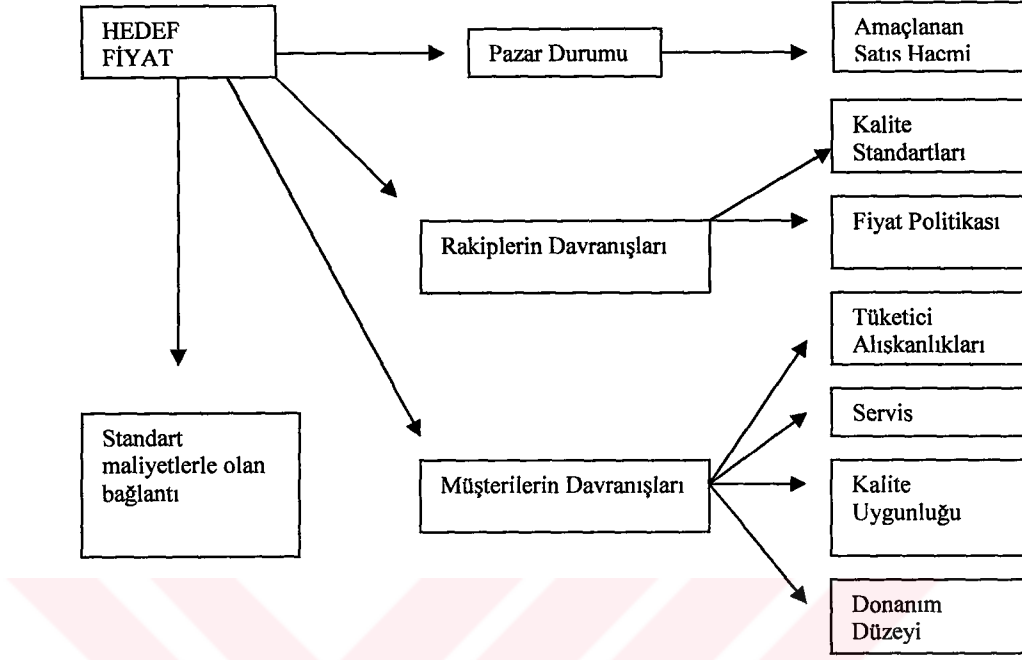 HEDEF
FİYAT
Pazar Durumu
Amaçlanan
Satış Hacmi
Kalite
Standartları
Rakiplerin Davranışları
Fiyat Politikası
Tüketici
Alışkanlıkları
Servis
Standart
maliyetlerle olan
bağlantı
Müşterilerin Davranışları
Kalite
Uygunluğu
Donanım
Düzeyi